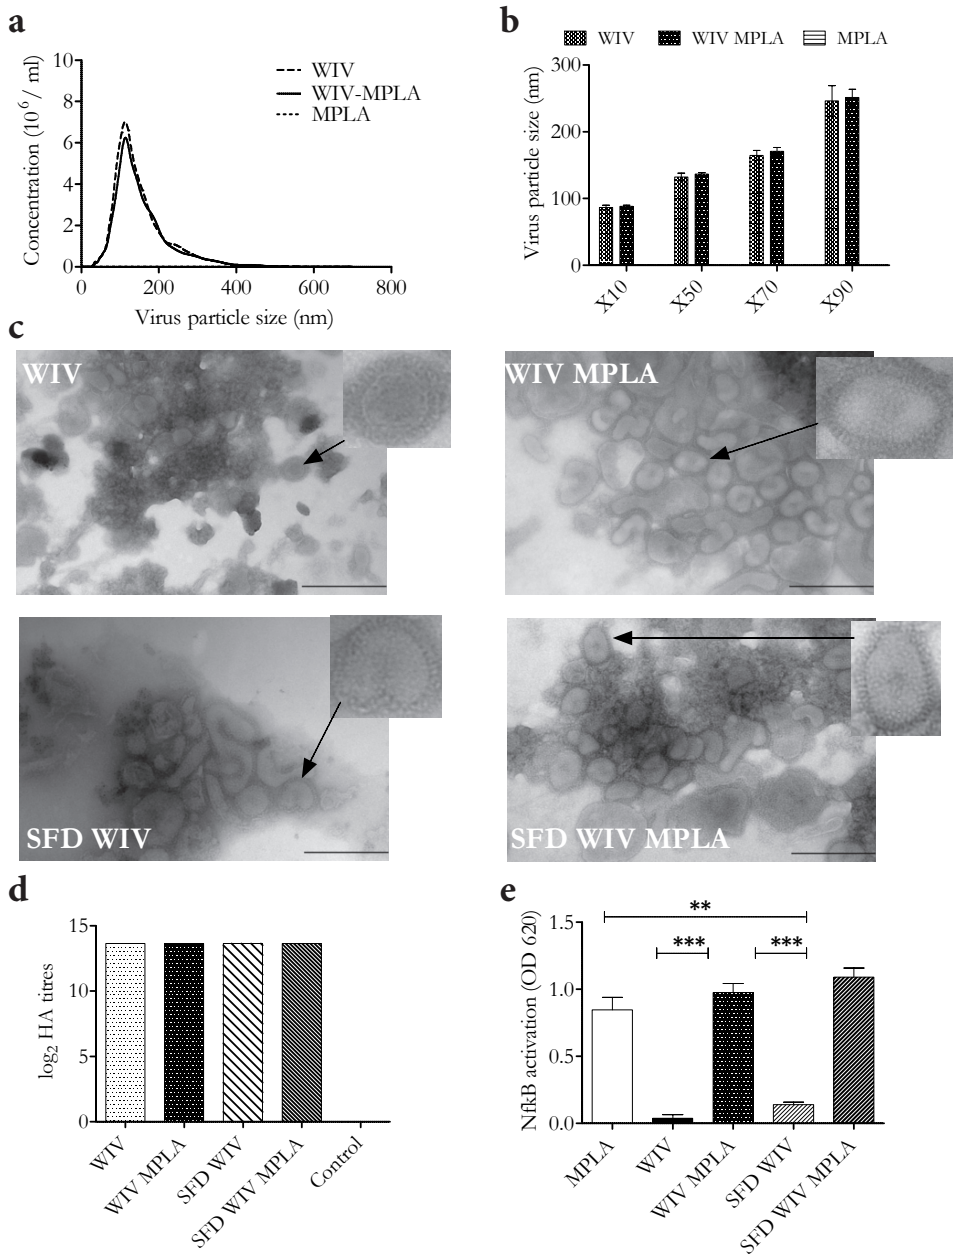 a
Concentration (10⁶/ ml)
10
8
6
4
2
0
0 200 400 600 800
Virus particle size (nm)
WIV
WIV-MPLA
MPLA
b
WIV WIV MPLA MPLA
Virus particle size (nm)
300
200
100
0
X10 X50 X70 X90
c
WIV
WIV MPLA
SFD WIV
SFD WIV MPLA
d
log₂ HA titres
15
10
5
0
WIV
WIV MPLA
SFD WIV
SFD WIV MPLA
Control
e
NfkB activation (OD 620)
1.5
1.0
0.5
0.0
**
*** ***
MPLA
WIV
WIV MPLA
SFD WIV
SFD WIV MPLA